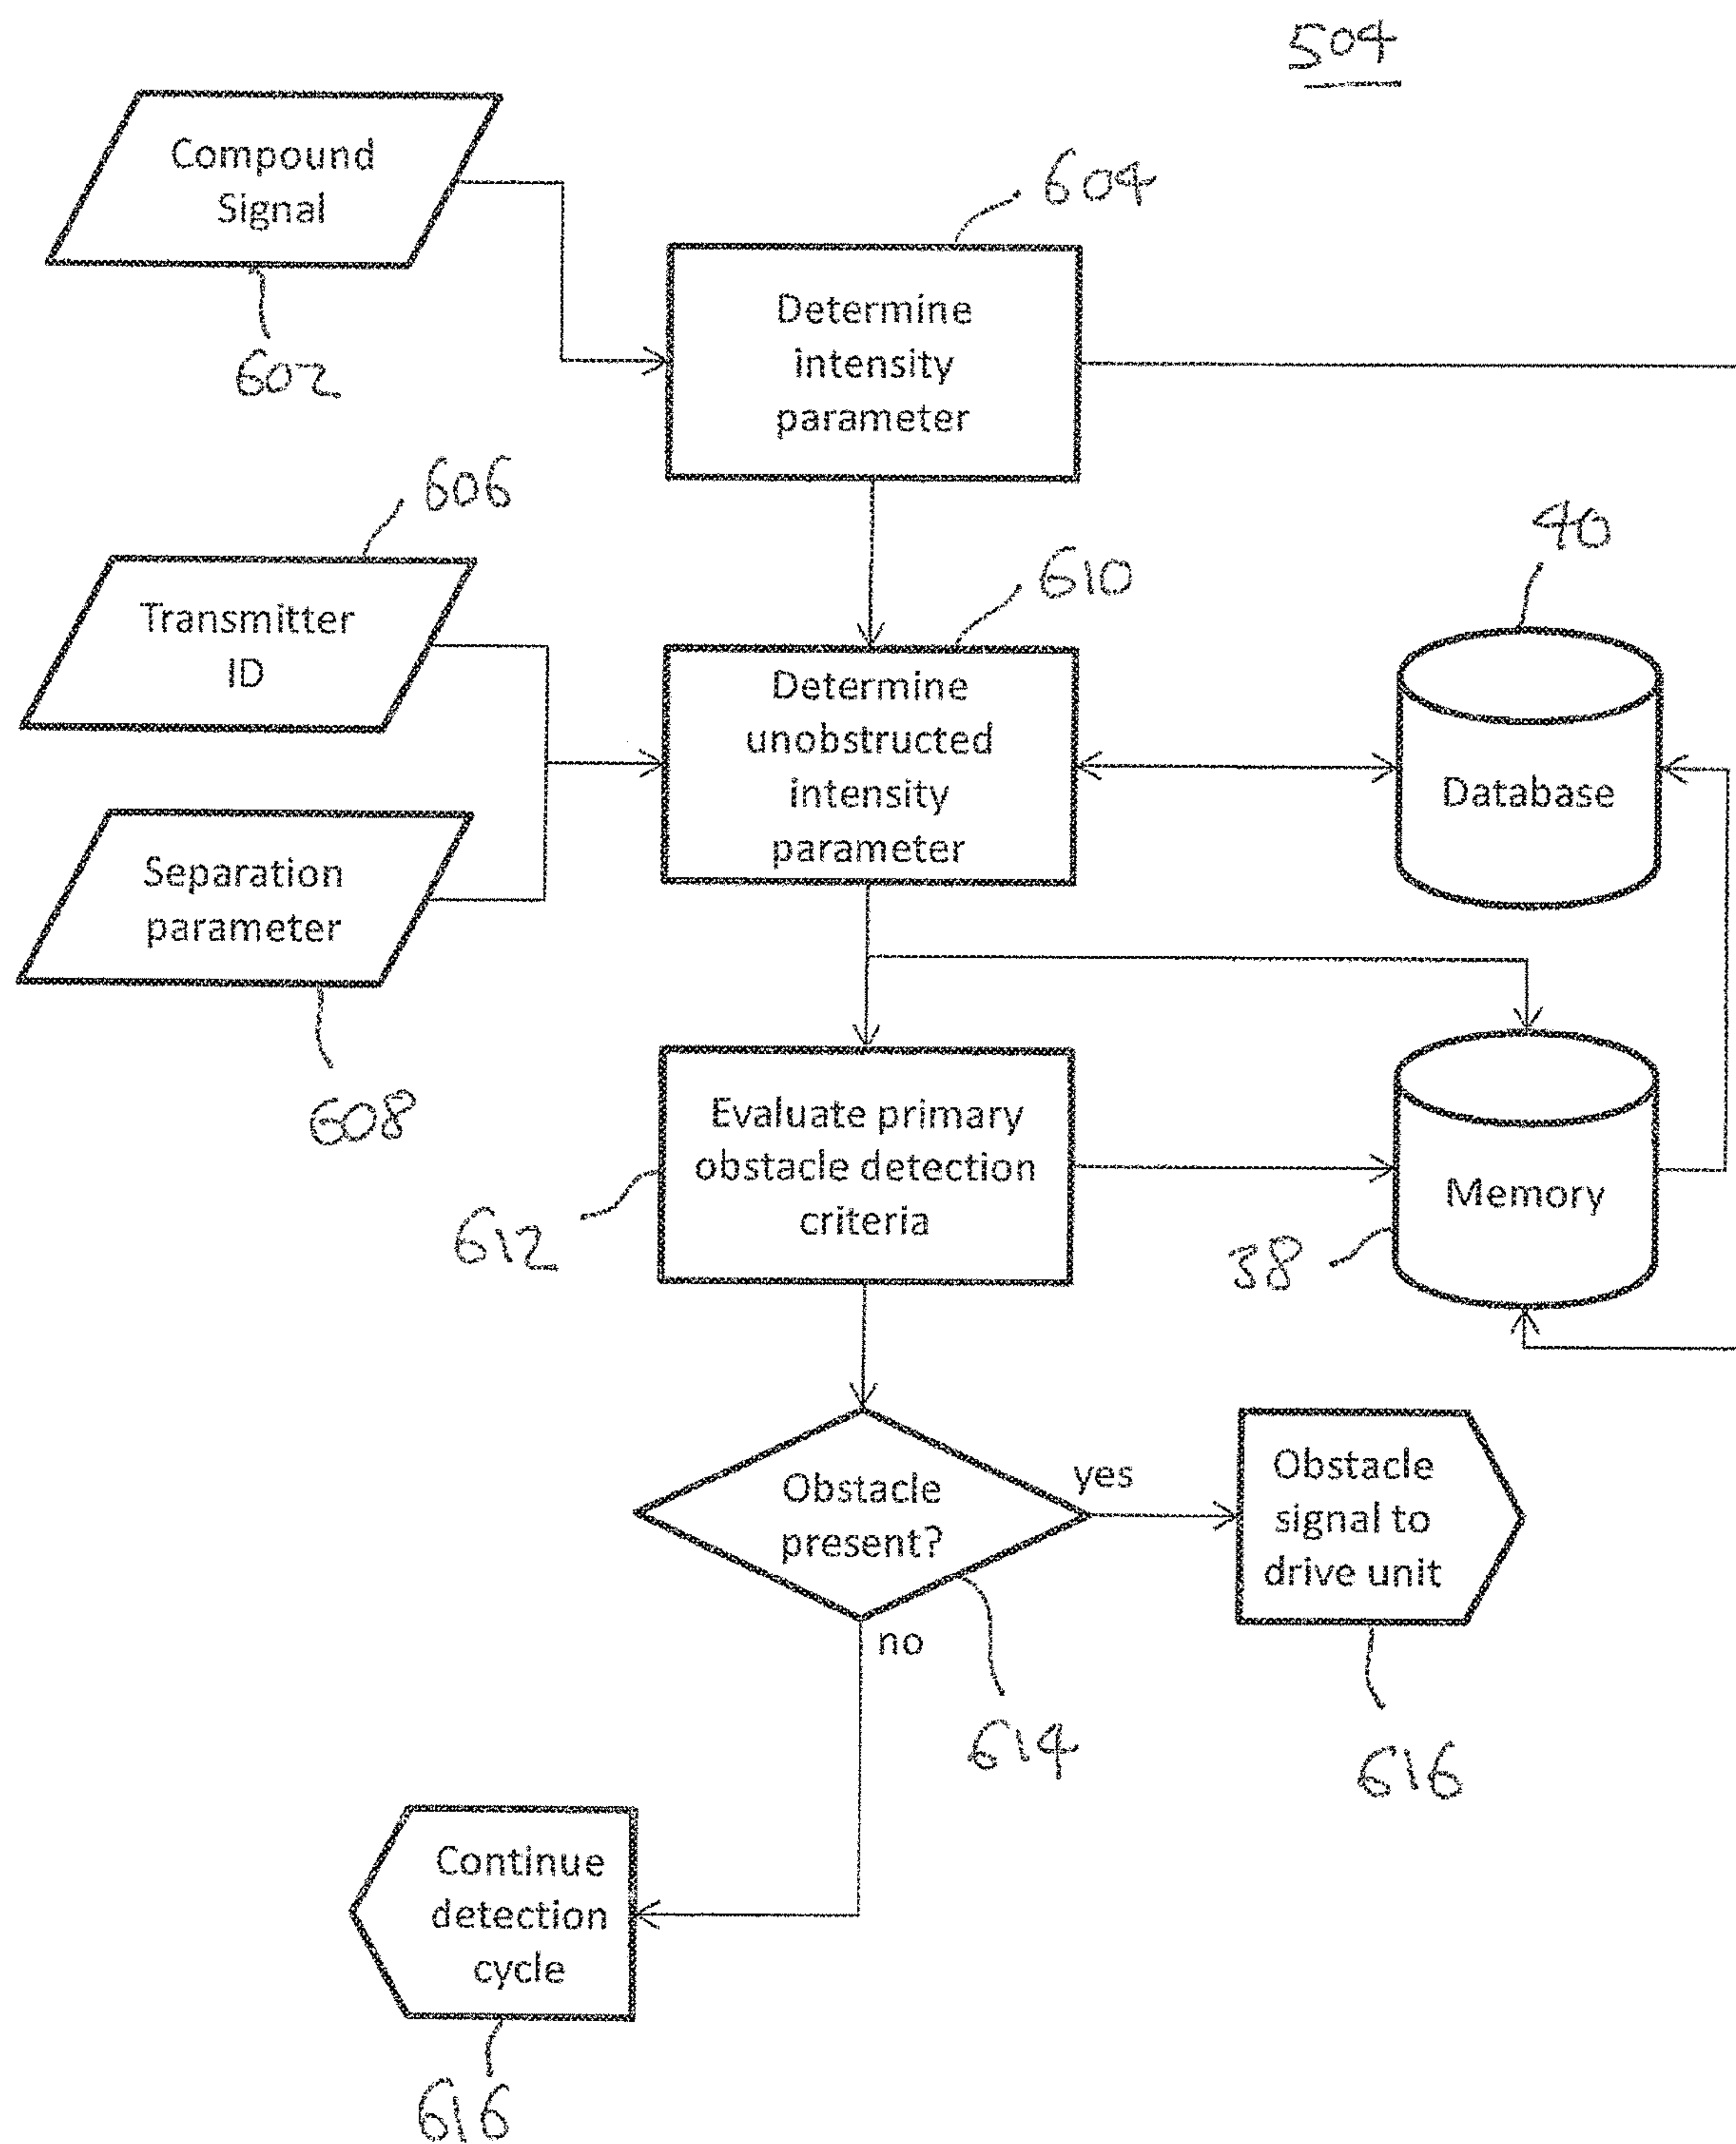 504
Compound
Signal
602
604
Determine
intensity
parameter
606
Transmitter
ID
610
Determine
unobstructed
intensity
parameter
40
Database
Separation
parameter
608
Evaluate primary
obstacle detection
criteria
612
Memory
38
Obstacle
present?
yes
no
614
Obstacle
signal to
drive unit
616
Continue
detection
cycle
616